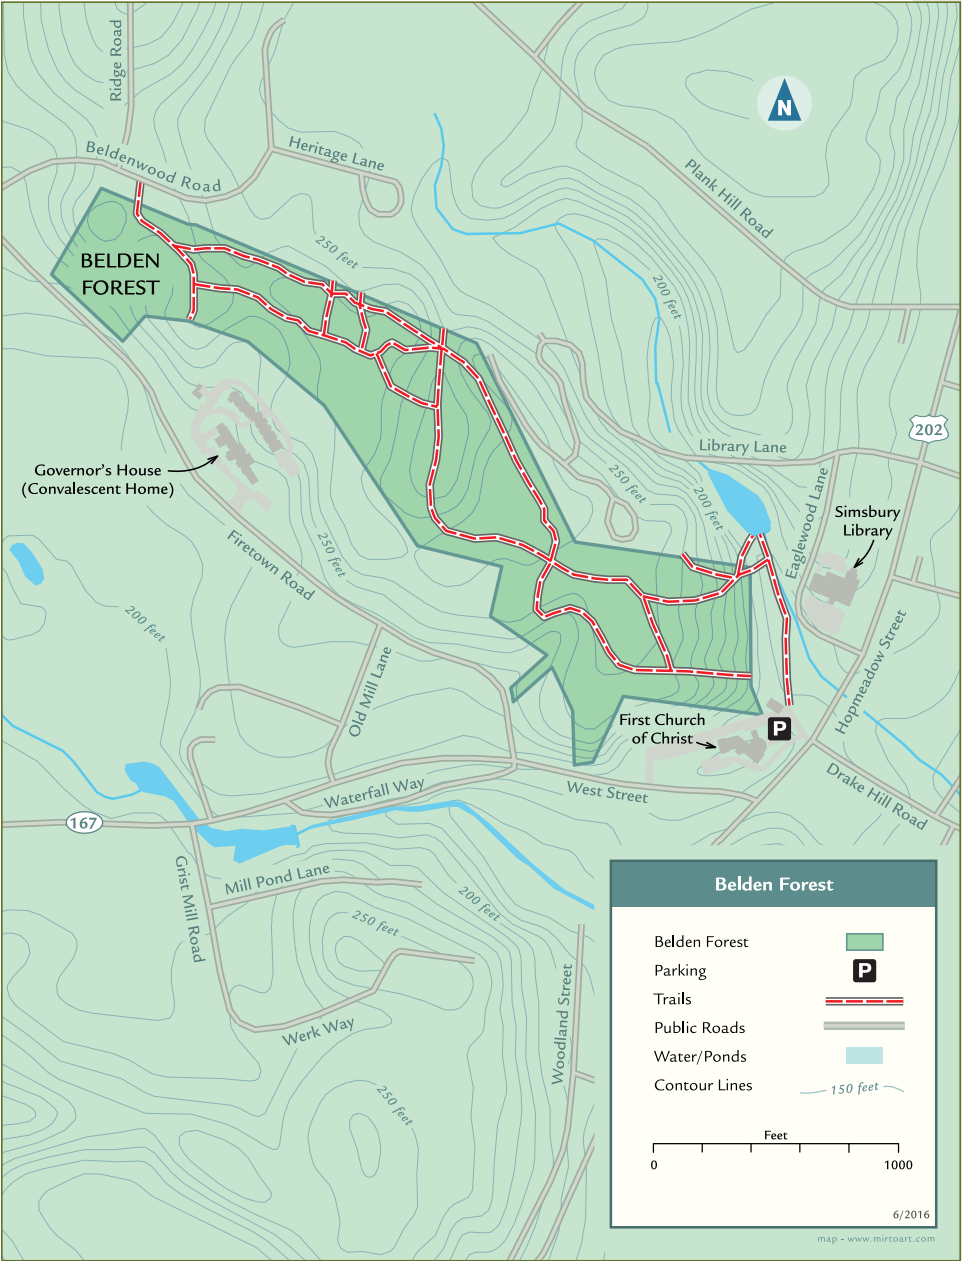 Ridge Road
N
Beldenwood Road
Heritage Lane
Plank Hill Road
250 feet
BELDEN
FOREST
200 feet
202
Library Lane
Governor's House
(Convalescent Home)
250 feet
200 feet
Eaglewood Lane
Simsbury
Library
Firetown Road
250 feet
200 feet
Old Mill Lane
Hopmeadow Street
First Church
of Christ
P
Waterfall Way
West Street
Drake Hill Road
167
Grist Mill Road
Mill Pond Lane
200 feet
250 feet
Werk Way
Woodland Street
250 feet
Belden Forest
Belden Forest
Parking
P
Trails
Public Roads
Water/Ponds
Contour Lines
150 feet
Feet
0
1000
6/2016
map - www.mirtoart.com